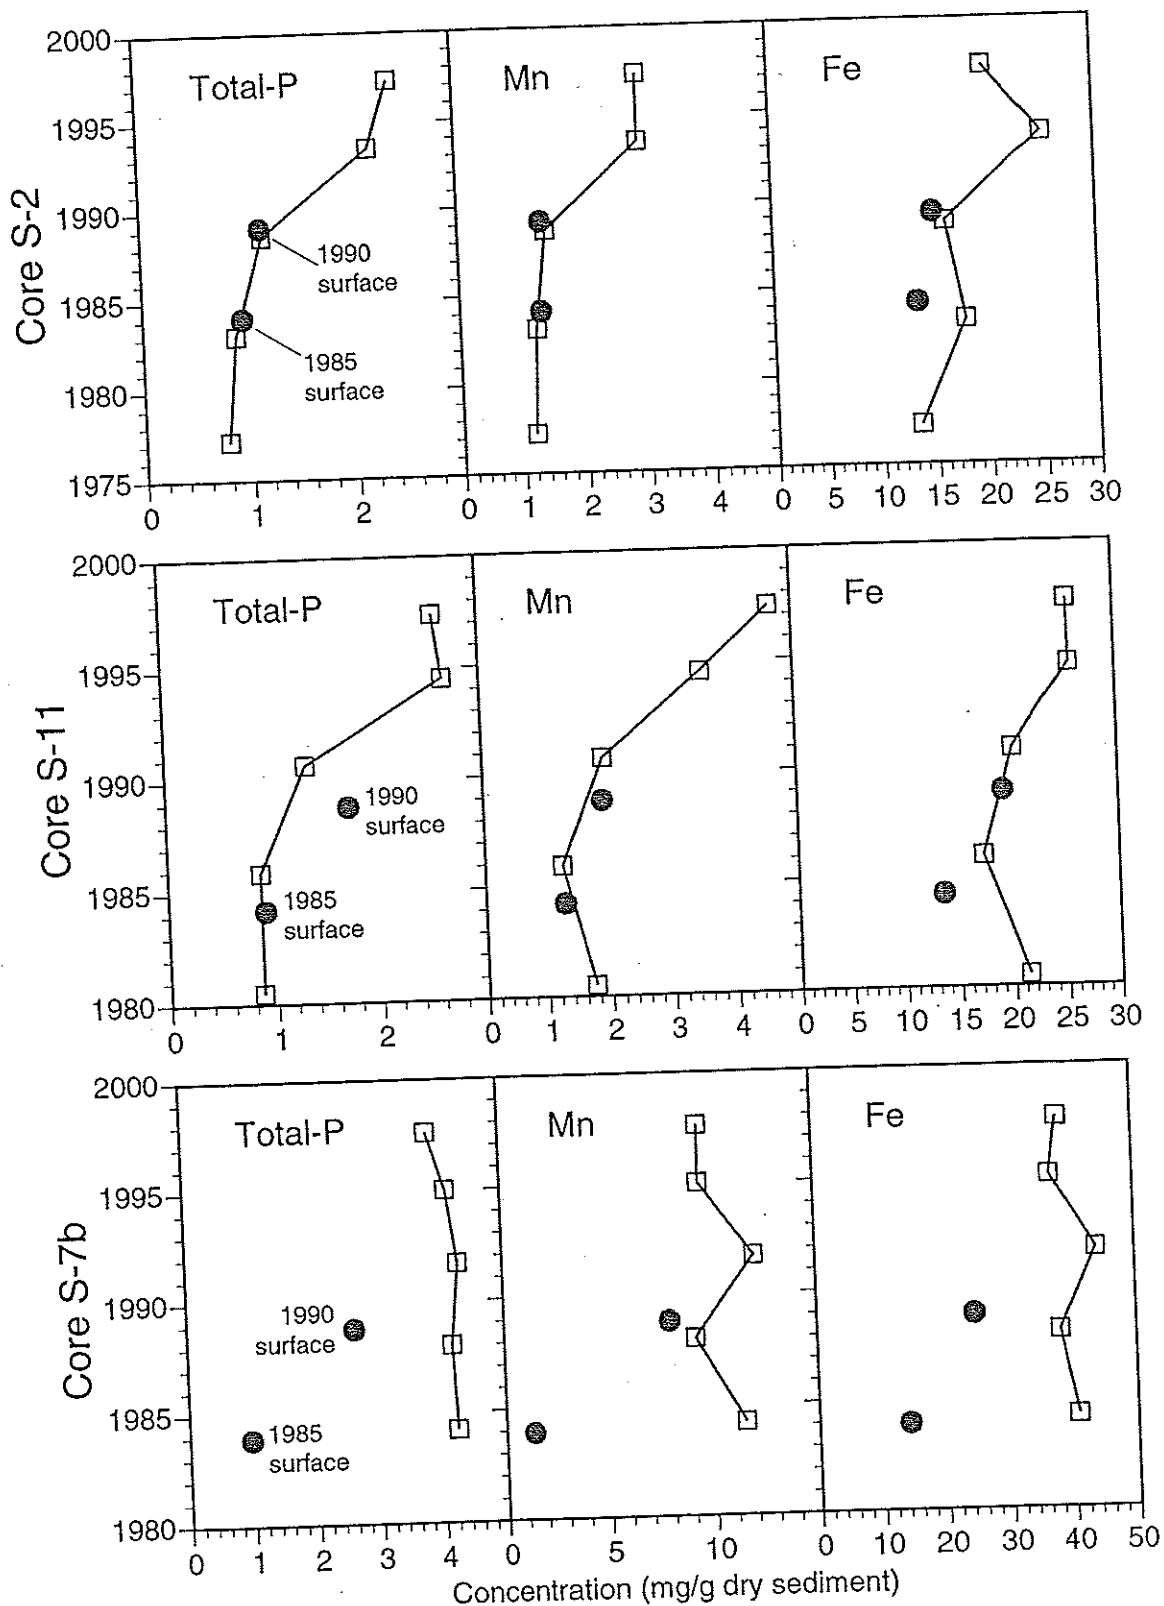 2000
Total-P
Mn
Fe
1995
1990
1985
1980
1975
Core S-2
1990
surface
1985
surface
0 1 2
0 1 2 3 4
0 5 10 15 20 25 30
2000
Total-P
Mn
Fe
1995
1990
1985
1980
Core S-11
1990
surface
1985
surface
0 1 2
0 1 2 3 4
0 5 10 15 20 25 30
2000
Total-P
Mn
Fe
1995
1990
1985
1980
Core S-7b
1990
surface
1985
surface
0 1 2 3 4
0 5 10
0 10 20 30 40 50
Concentration (mg/g dry sediment)